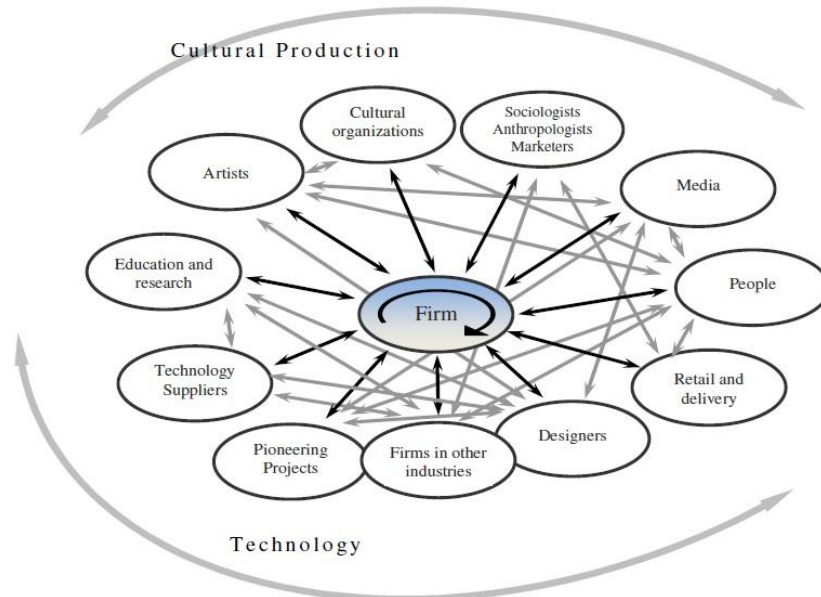 Cultural Production
Cultural
organizations
Sociologists
Anthropologists
Marketers
Artists
Media
Education and
research
People
Firm
Technology
Suppliers
Retail and
delivery
Pioneering
Projects
Firms in other
industries
Designers
Technology